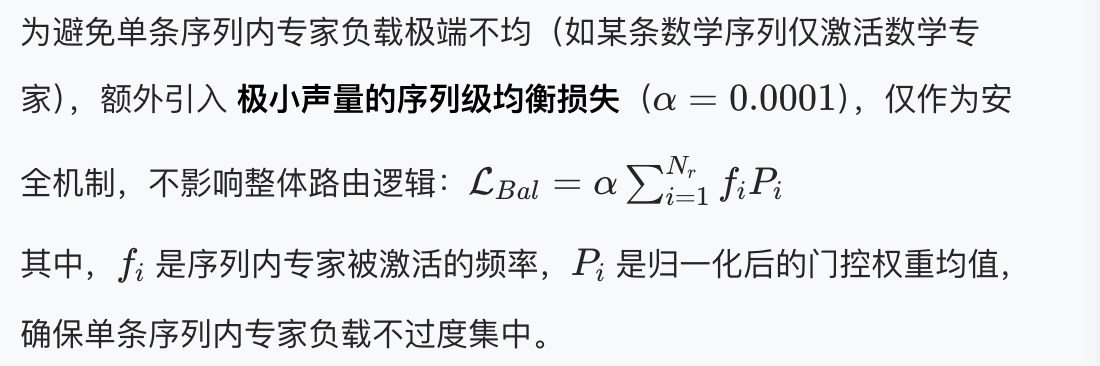 为避免单条序列内专家负载极端不均（如某条数学序列仅激活数学专
家），额外引入 极小声量的序列级均衡损失（α = 0.0001），仅作为安
全机制，不影响整体路由逻辑：$\mathcal{L}_{Bal} = \alpha \sum_{i=1}^{N_r} f_i P_i$
其中，$f_i$ 是序列内专家被激活的频率，$P_i$ 是归一化后的门控权重均值，
确保单条序列内专家负载不过度集中。